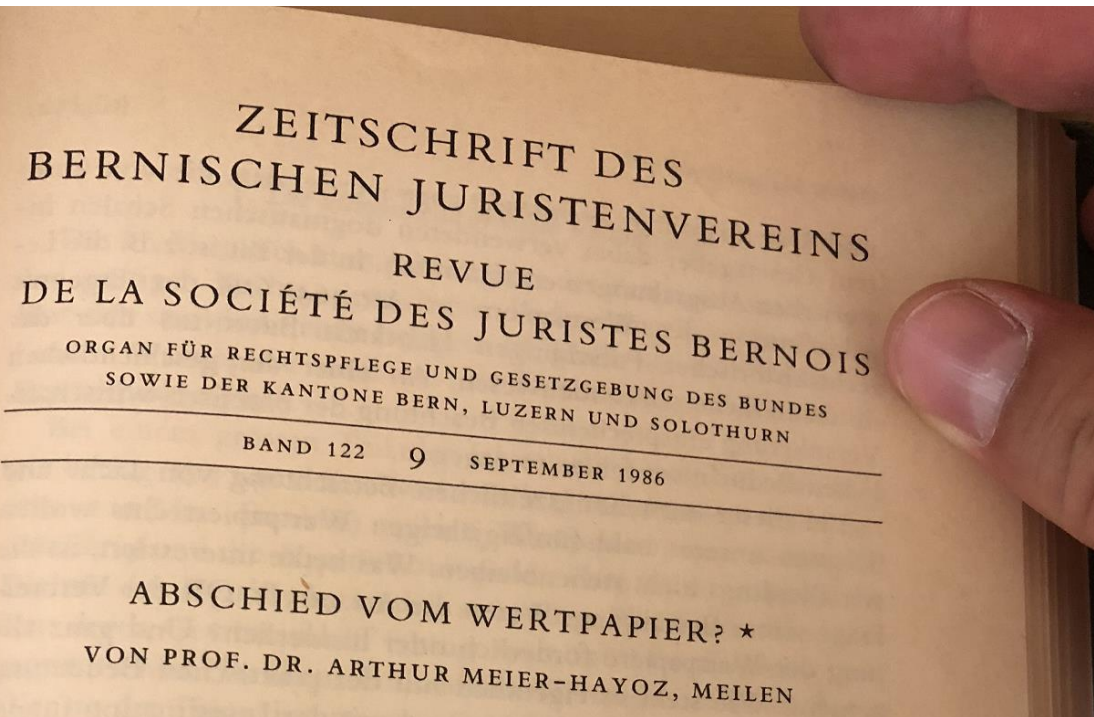 ZEITSCHRIFT DES
BERNISCHEN JURISTENVEREINS
REVUE
DE LA SOCIÉTÉ DES JURISTES BERNOIS
ORGAN FÜR RECHTSPFLEGE UND GESETZGEBUNG DES BUNDES
SOWIE DER KANTONE BERN, LUZERN UND SOLOTHURN
BAND 122 9 SEPTEMBER 1986
ABSCHIED VOM WERTPAPIER? *
VON PROF. DR. ARTHUR MEIER-HAYOZ, MEILEN